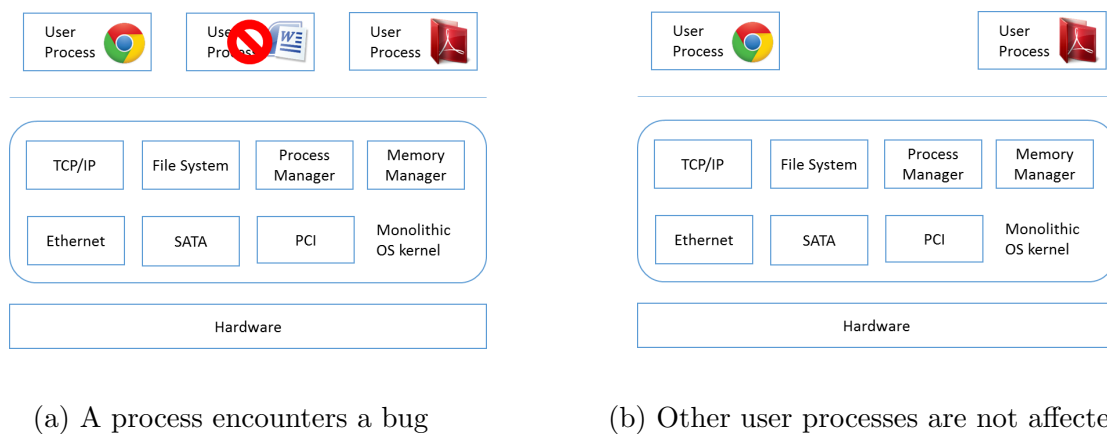 User
Process
User
Process
W
User
Process
User
Process
User
Process
TCP/IP
File System
Process
Manager
Memory
Manager
Ethernet
SATA
PCI
Monolithic
OS kernel
Hardware
TCP/IP
File System
Process
Manager
Memory
Manager
Ethernet
SATA
PCI
Monolithic
OS kernel
Hardware
(a) A process encounters a bug
(b) Other user processes are not affecte